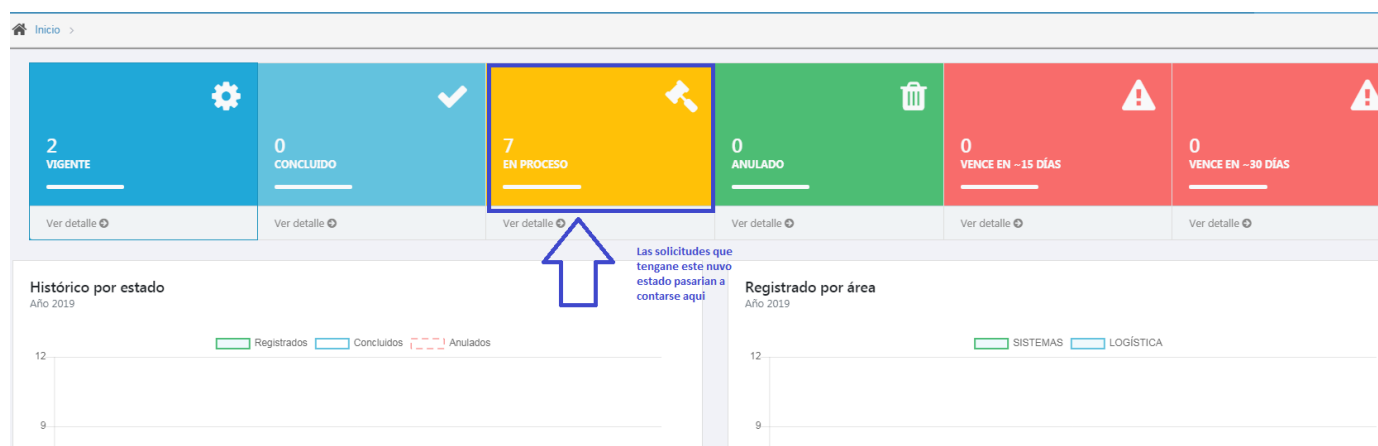 Inicio >
2
VIGENTE
Ver detalle
0
CONCLUIDO
Ver detalle
7
EN PROCESO
Ver detalle
0
ANULADO
Ver detalle
0
VENCE EN ~15 DÍAS
Ver detalle
0
VENCE EN ~30 DÍAS
Ver detalle
Las solicitudes que
tengane este nuvo
estado pasarian a
contarse aqui
Histórico por estado
Año 2019
Registrados Concluidos Anulados
12
9
Registrado por área
Año 2019
SISTEMAS LOGÍSTICA
12
9